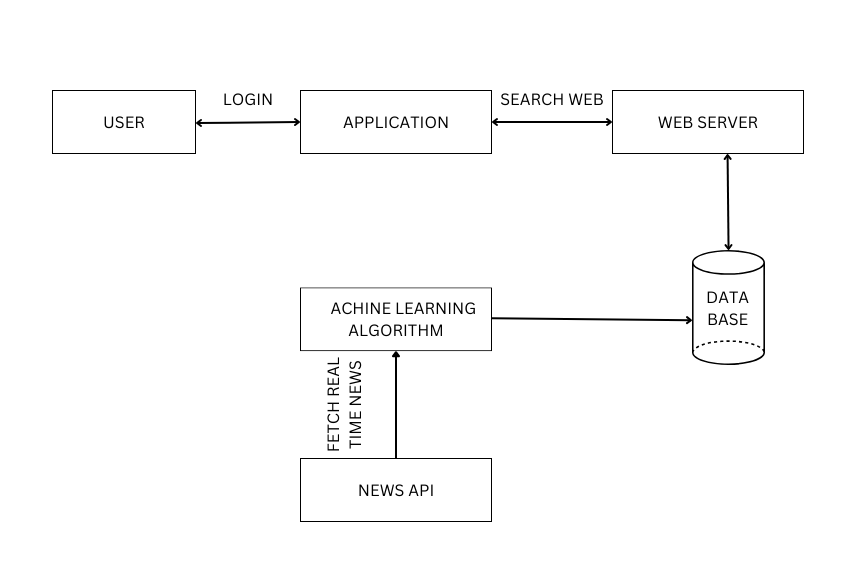 LOGIN
SEARCH WEB
USER
APPLICATION
WEB SERVER
DATA
BASE
ACHINE LEARNING
ALGORITHM
FETCH REAL
TIME NEWS
NEWS API